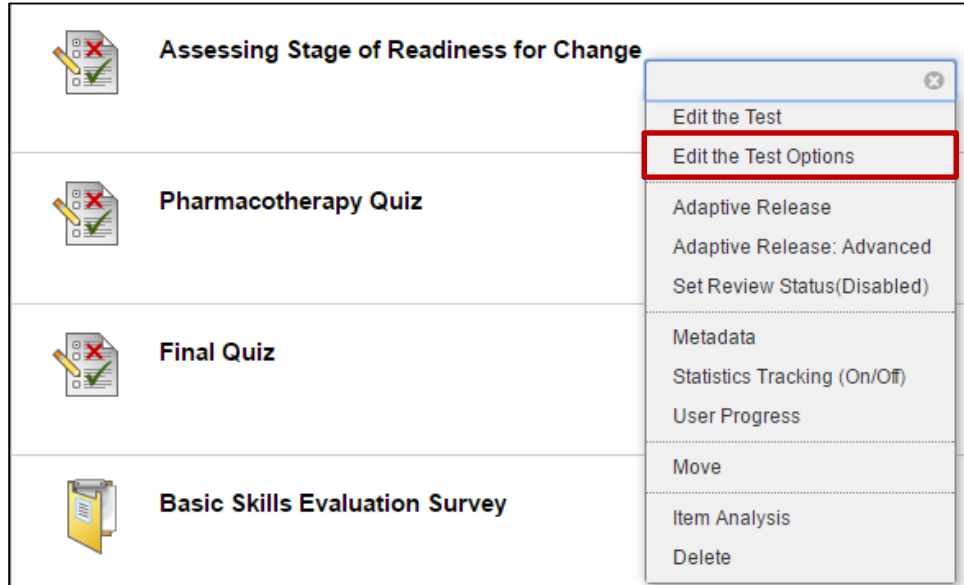 Assessing Stage of Readiness for Change
Pharmacotherapy Quiz
Final Quiz
Basic Skills Evaluation Survey
Edit the Test
Edit the Test Options
Adaptive Release
Adaptive Release: Advanced
Set Review Status(Disabled)
Metadata
Statistics Tracking (On/Off)
User Progress
Move
Item Analysis
Delete